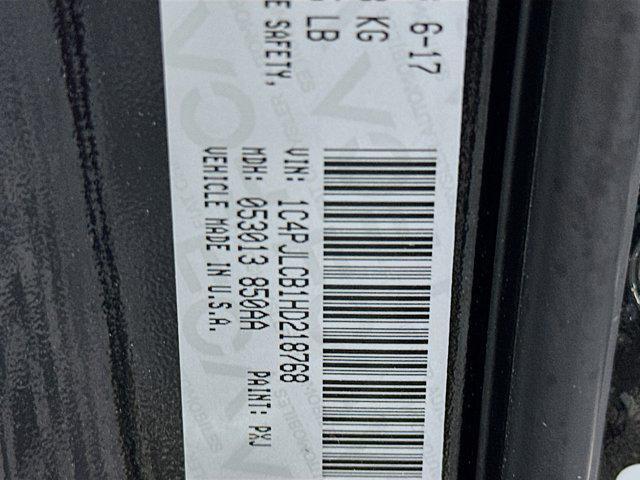 6-17
KG
LB
E SAFETY,
VIN: 1C4PJLCB1HD218768
MDH: 053013 850AA PAINT: PXJ
VEHICLE MADE IN U.S.A.